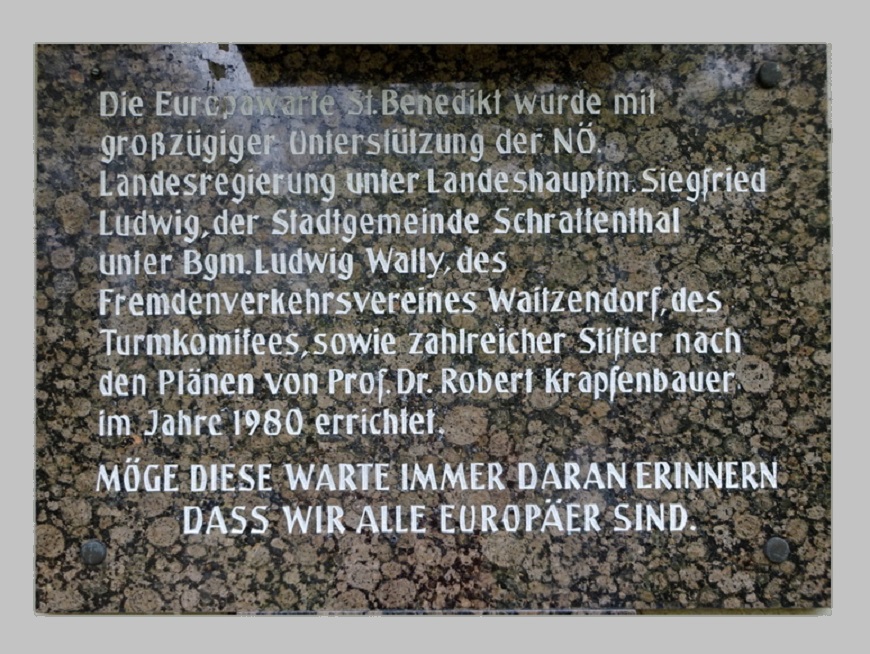 Die Europawarte St. Benedikt wurde mit
großzügiger Unterstützung der NÖ.
Landesregierung unter Landeshauptm. Siegfried
Ludwig, der Stadtgemeinde Schrattenthal
unter Bgm. Ludwig Wally, des
Fremdenverkehrsvereines Waitzendorf, des
Turmkomitees, sowie zahlreicher Stifter nach
den Plänen von Prof. Dr. Robert Krapfenbauer
im Jahre 1980 errichtet.
MÖGE DIESE WARTE IMMER DARAN ERINNERN
DASS WIR ALLE EUROPÄER SIND.